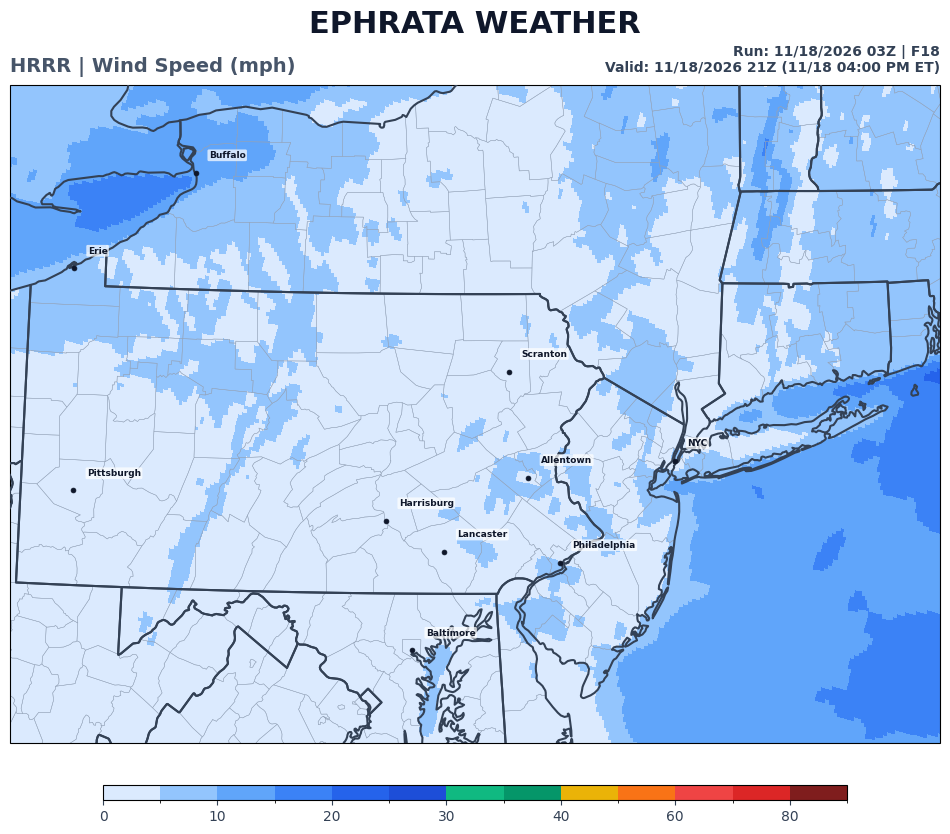 EPHRATA WEATHER
HRRR | Wind Speed (mph)
Run: 11/18/2026 03Z | F18
Valid: 11/18/2026 21Z (11/18 04:00 PM ET)
Buffalo
Erie
Scranton
NYC
Allentown
Pittsburgh
Harrisburg
Lancaster
Philadelphia
Baltimore
0 10 20 30 40 50 60 70 80